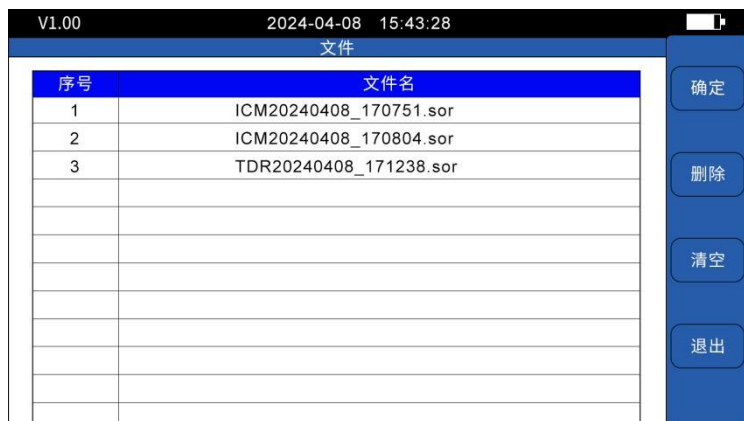 V1.00 2024-04-08 15:43:28
文件
序号 文件名
1 ICM20240408_170751.sor
2 ICM20240408_170804.sor
3 TDR20240408_171238.sor
确定
删除
清空
退出